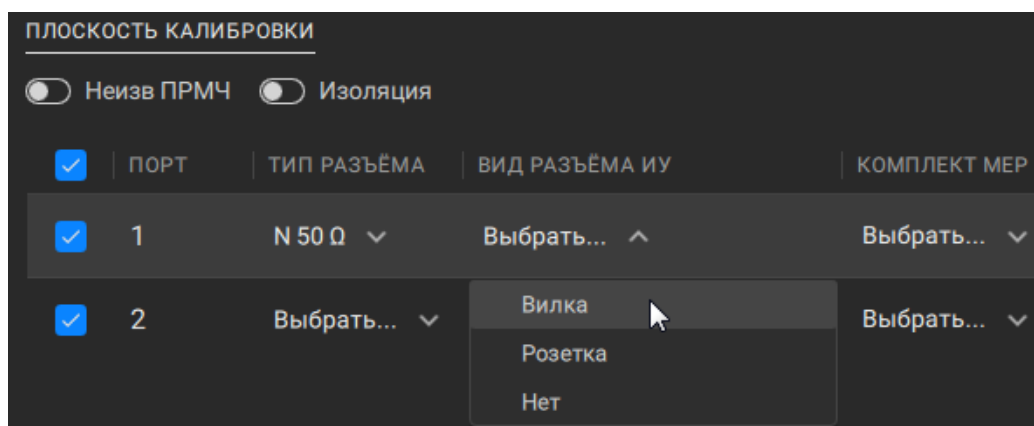 ПЛОСКОСТЬ КАЛИБРОВКИ
Неизв ПРМЧ Изоляция
ПОРТ ТИП РАЗЪЁМА ВИД РАЗЪЁМА ИУ КОМПЛЕКТ МЕР
1 N 50 Ω Выбрать... Выбрать...
2 Выбрать... Вилка Выбрать...
Розетка
Нет